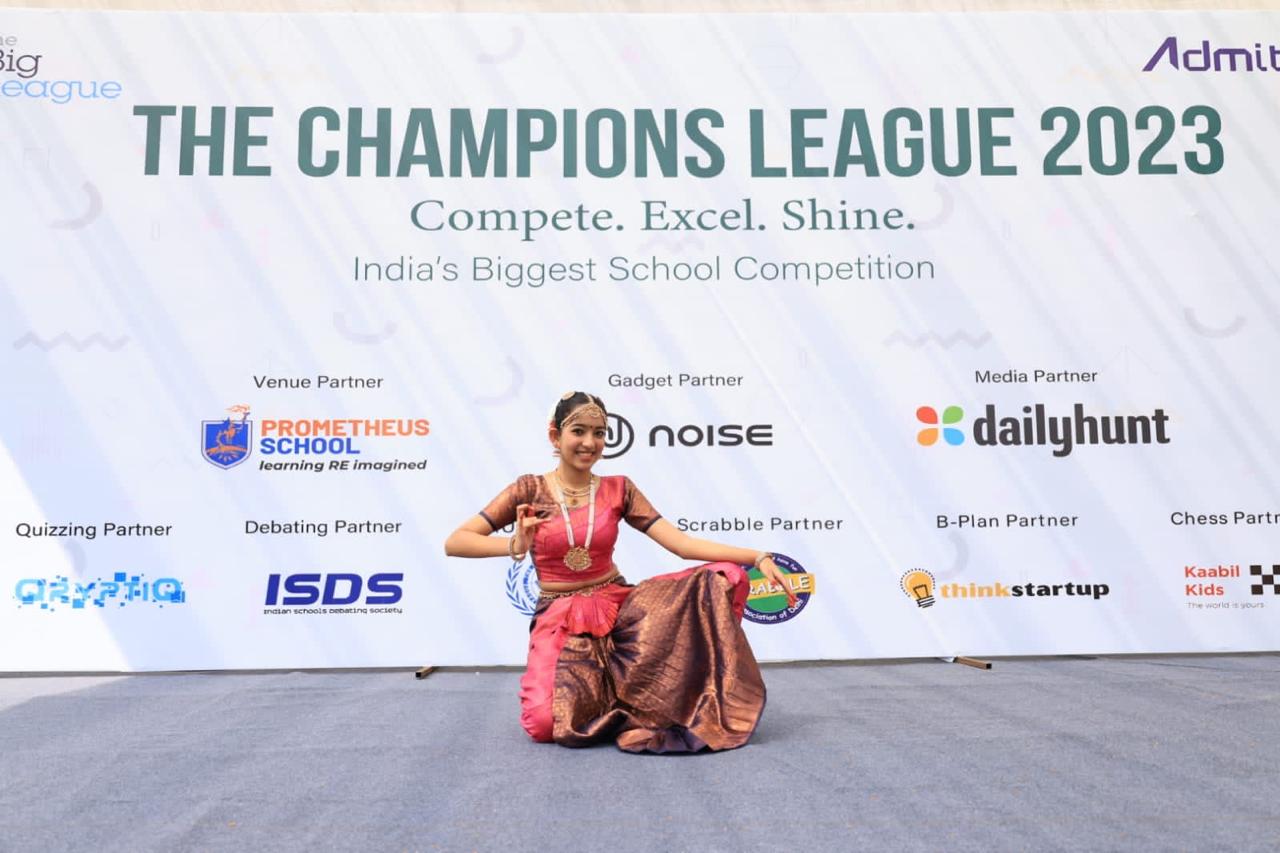 Big
eague
Admit
THE CHAMPIONS LEAGUE 2023
Compete. Excel. Shine.
India's Biggest School Competition
Venue Partner
PROMETHEUS
SCHOOL
learning RE imagined
Gadget Partner
NOISE
Media Partner
dailyhunt
Quizzing Partner
QRYPTIQ
Debating Partner
ISDS
indian schools debating society
Scrabble Partner
B-Plan Partner
thinkstartup
Chess Partn
Kaabil
Kids
The world is yours